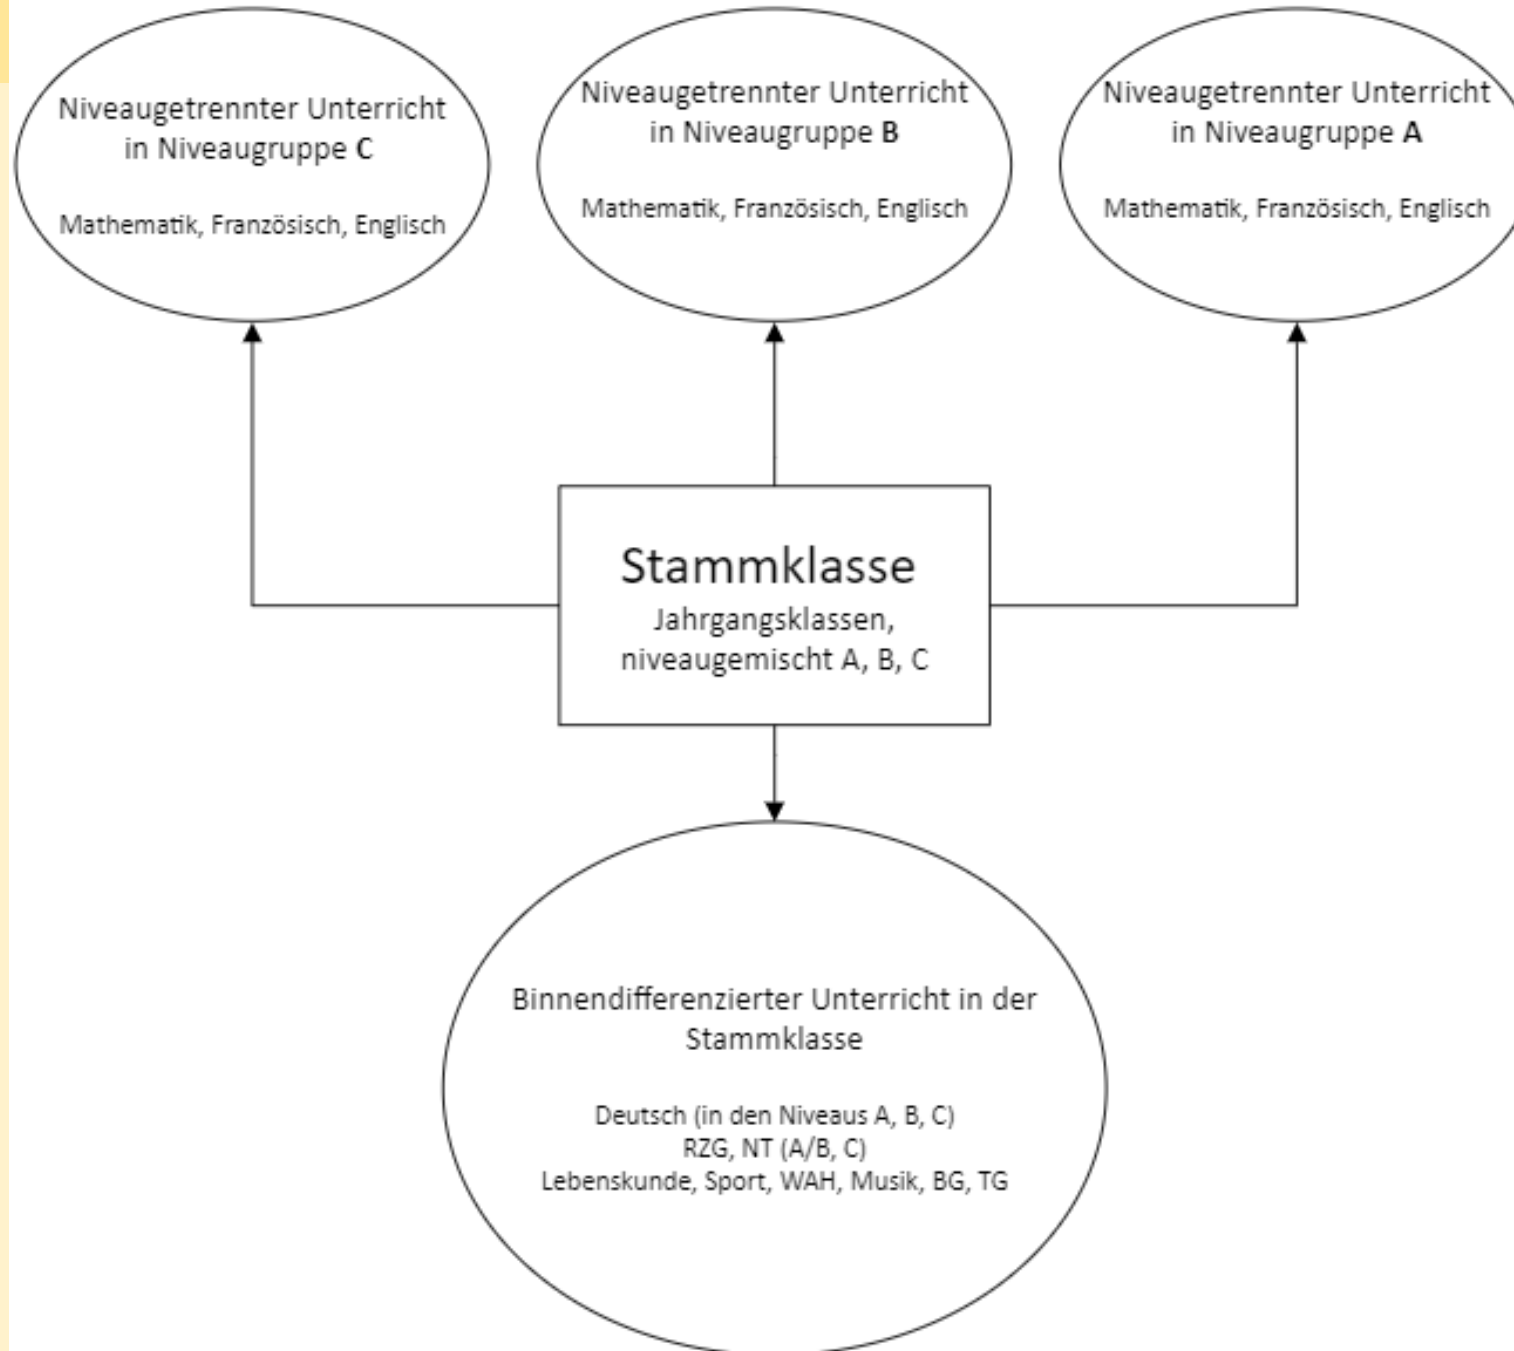 Niveaugetrennter Unterricht
in Niveaugruppe C
Mathematik, Französisch, Englisch
Niveaugetrennter Unterricht
in Niveaugruppe B
Mathematik, Französisch, Englisch
Niveaugetrennter Unterricht
in Niveaugruppe A
Mathematik, Französisch, Englisch
Stammklasse
Jahrgangsklassen,
niveaugemischt A, B, C
Binnendifferenzierter Unterricht in der
Stammklasse
Deutsch (in den Niveaus A, B, C)
RZG, NT (A/B, C)
Lebenskunde, Sport, WAH, Musik, BG, TG